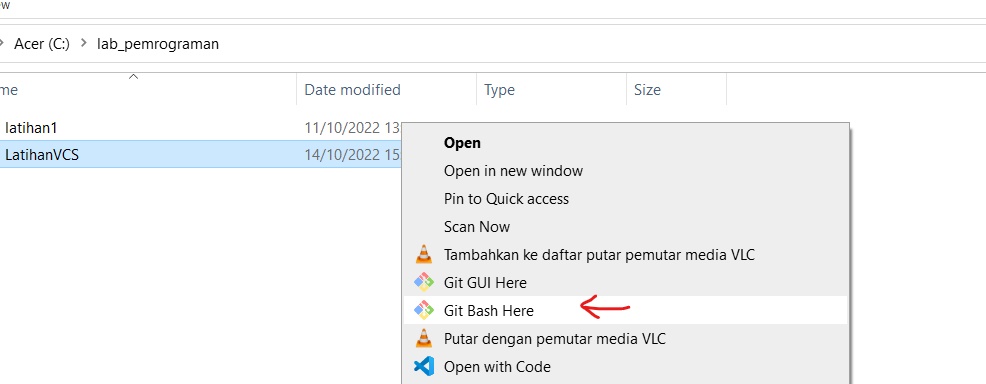 Acer (C:) lab_pemrograman
Date modified Type Size
latihan1 11/10/2022 13
LatihanVCS 14/10/2022 15
Open
Open in new window
Pin to Quick access
Scan Now
Tambahkan ke daftar putar pemutar media VLC
Git GUI Here
Git Bash Here
Putar dengan pemutar media VLC
Open with Code